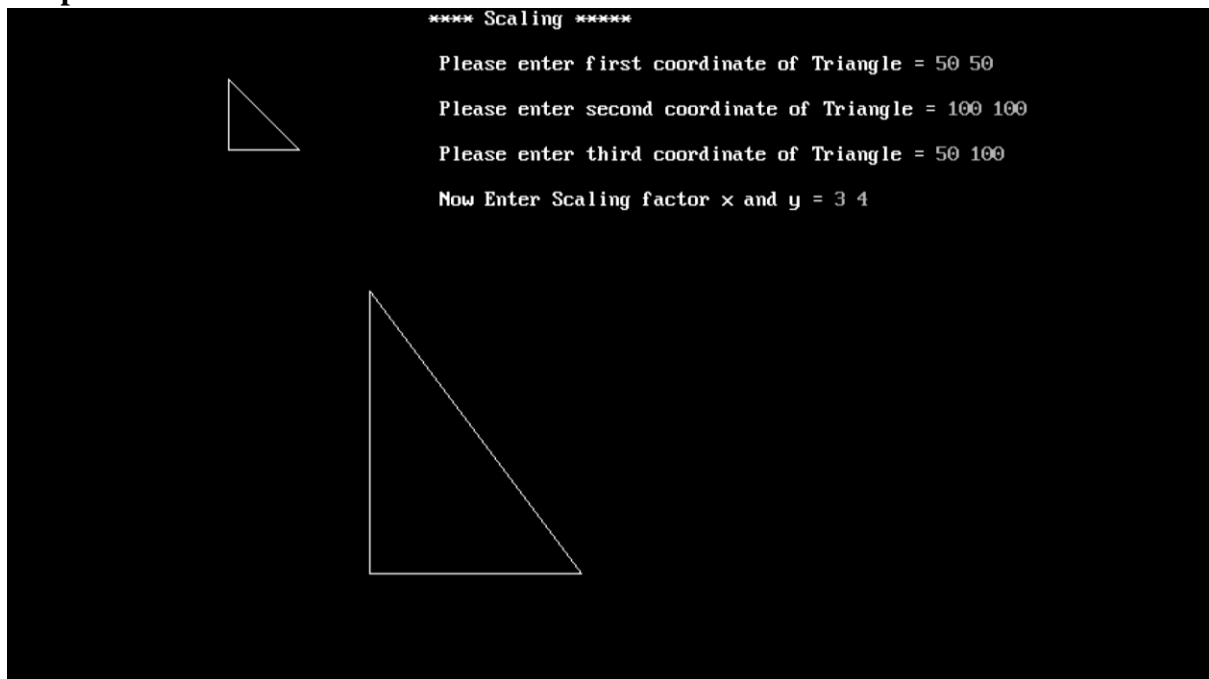 **** Scaling *****
Please enter first coordinate of Triangle = 50 50
Please enter second coordinate of Triangle = 100 100
Please enter third coordinate of Triangle = 50 100
Now Enter Scaling factor x and y = 3 4